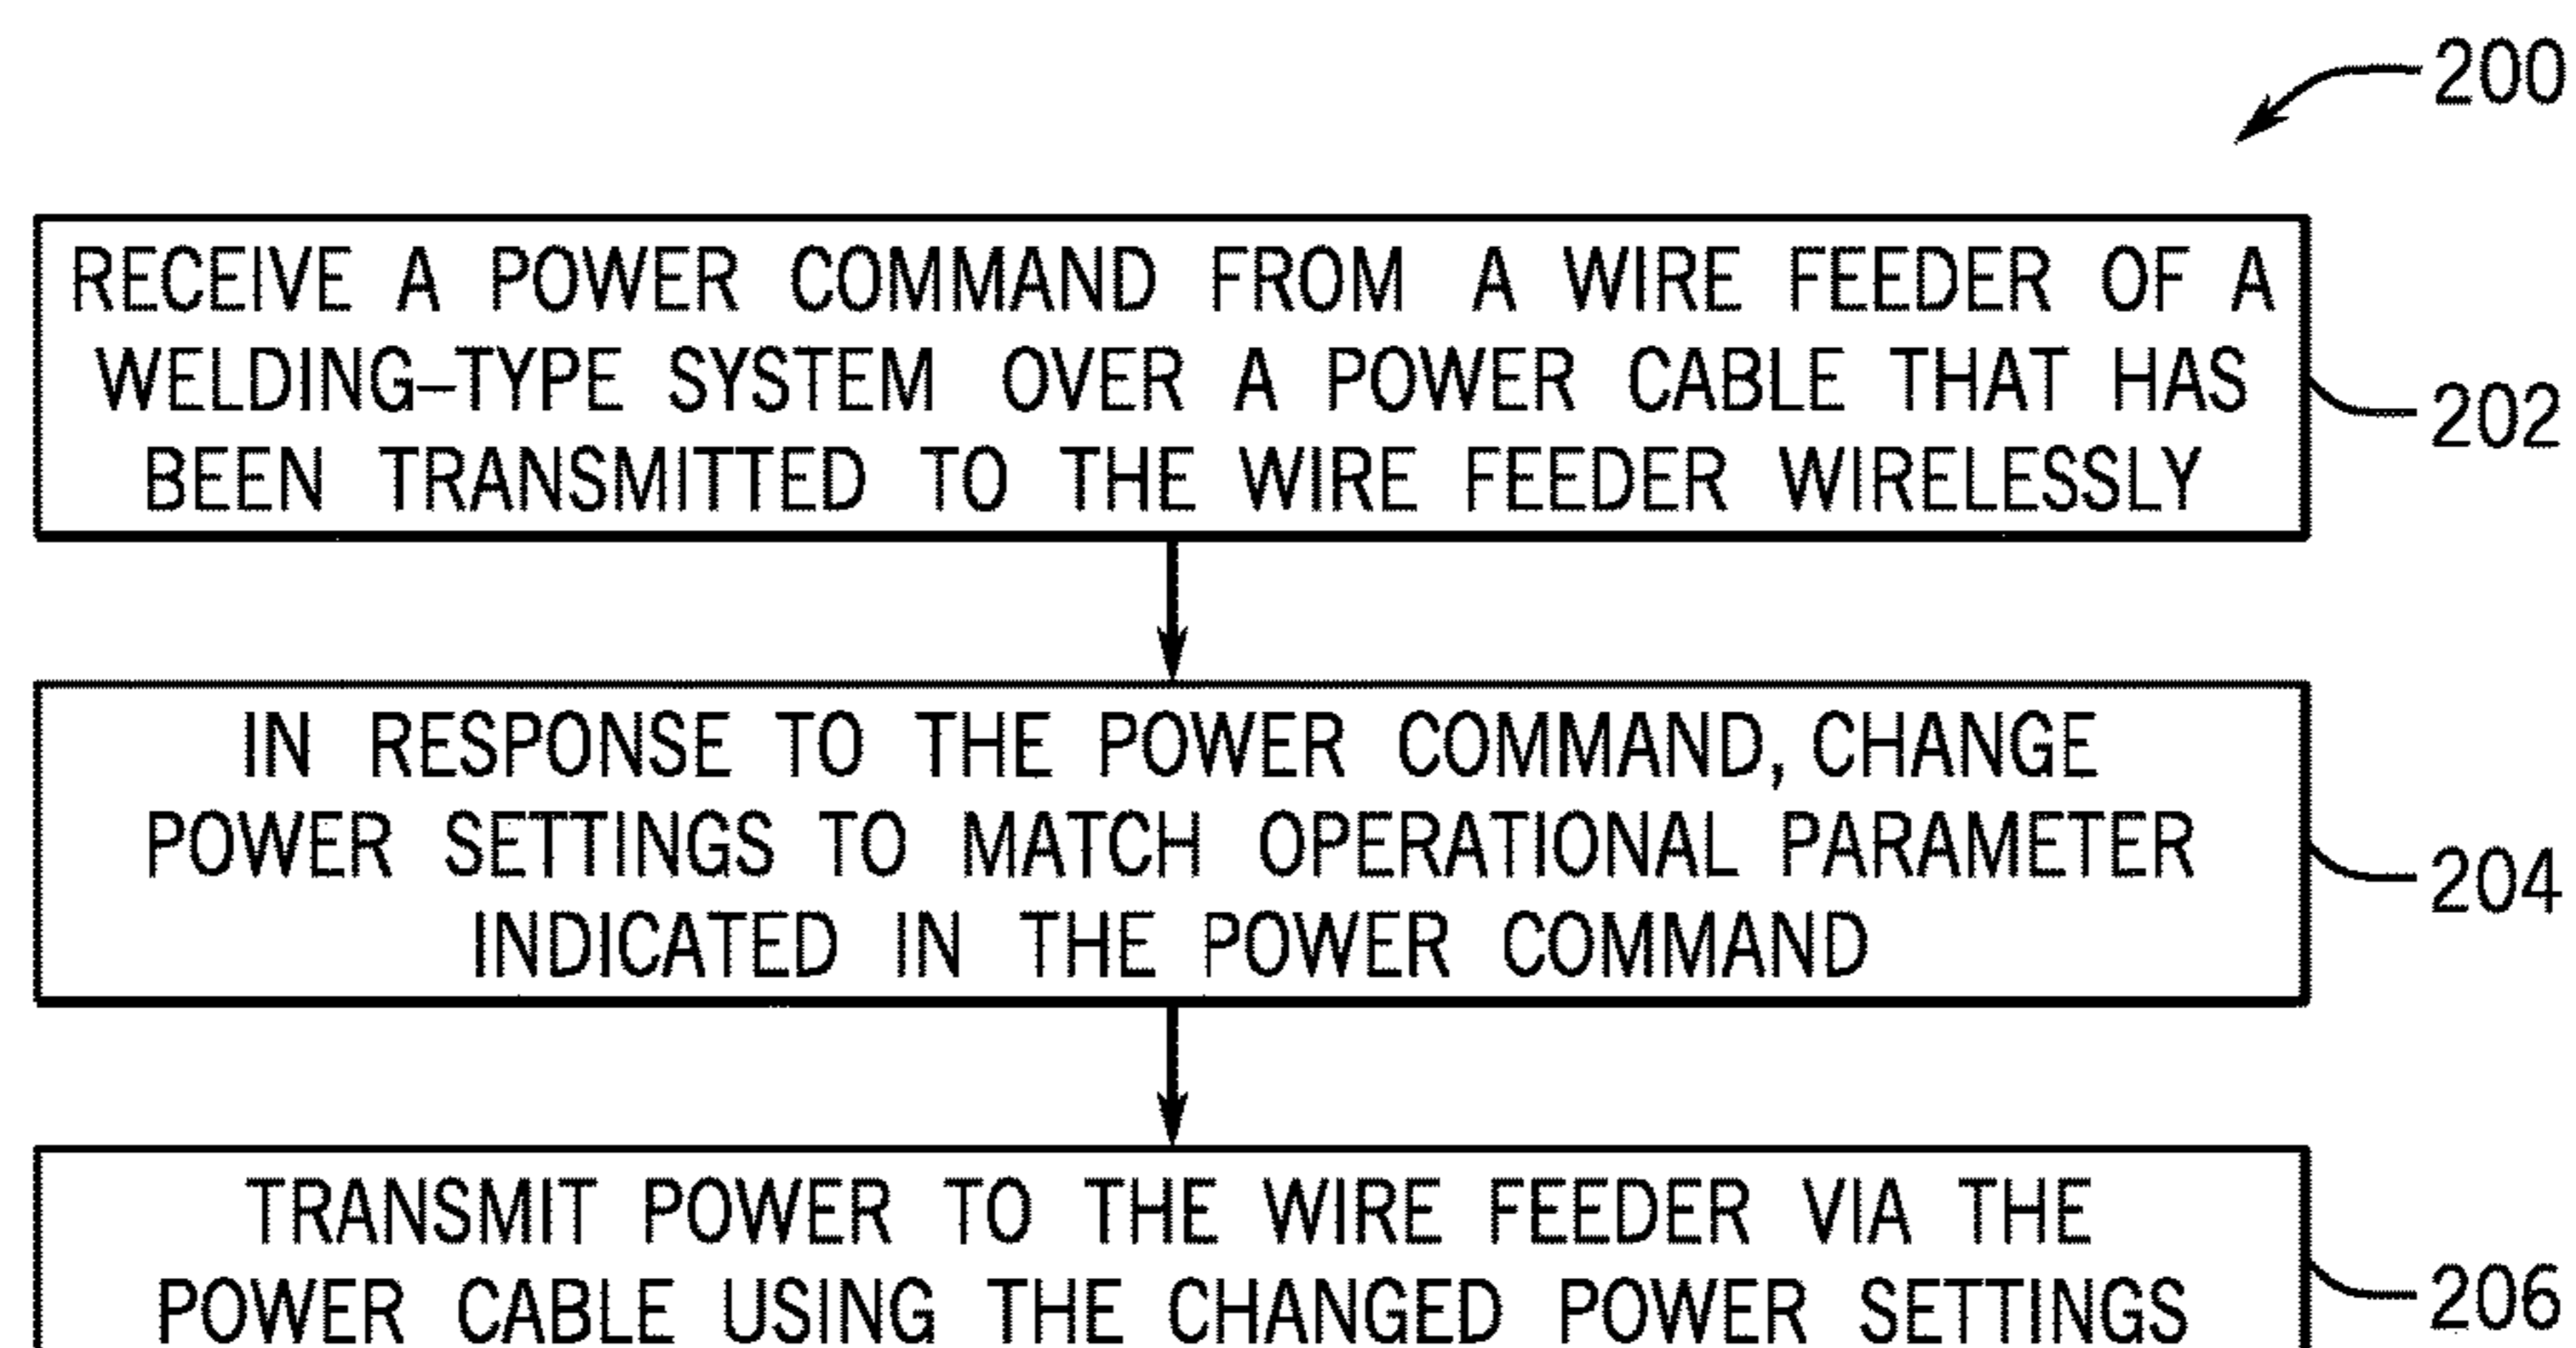 200
RECEIVE A POWER COMMAND FROM A WIRE FEEDER OF A
WELDING-TYPE SYSTEM OVER A POWER CABLE THAT HAS
BEEN TRANSMITTED TO THE WIRE FEEDER WIRELESSLY
202
IN RESPONSE TO THE POWER COMMAND, CHANGE
POWER SETTINGS TO MATCH OPERATIONAL PARAMETER
INDICATED IN THE POWER COMMAND
204
TRANSMIT POWER TO THE WIRE FEEDER VIA THE
POWER CABLE USING THE CHANGED POWER SETTINGS
206